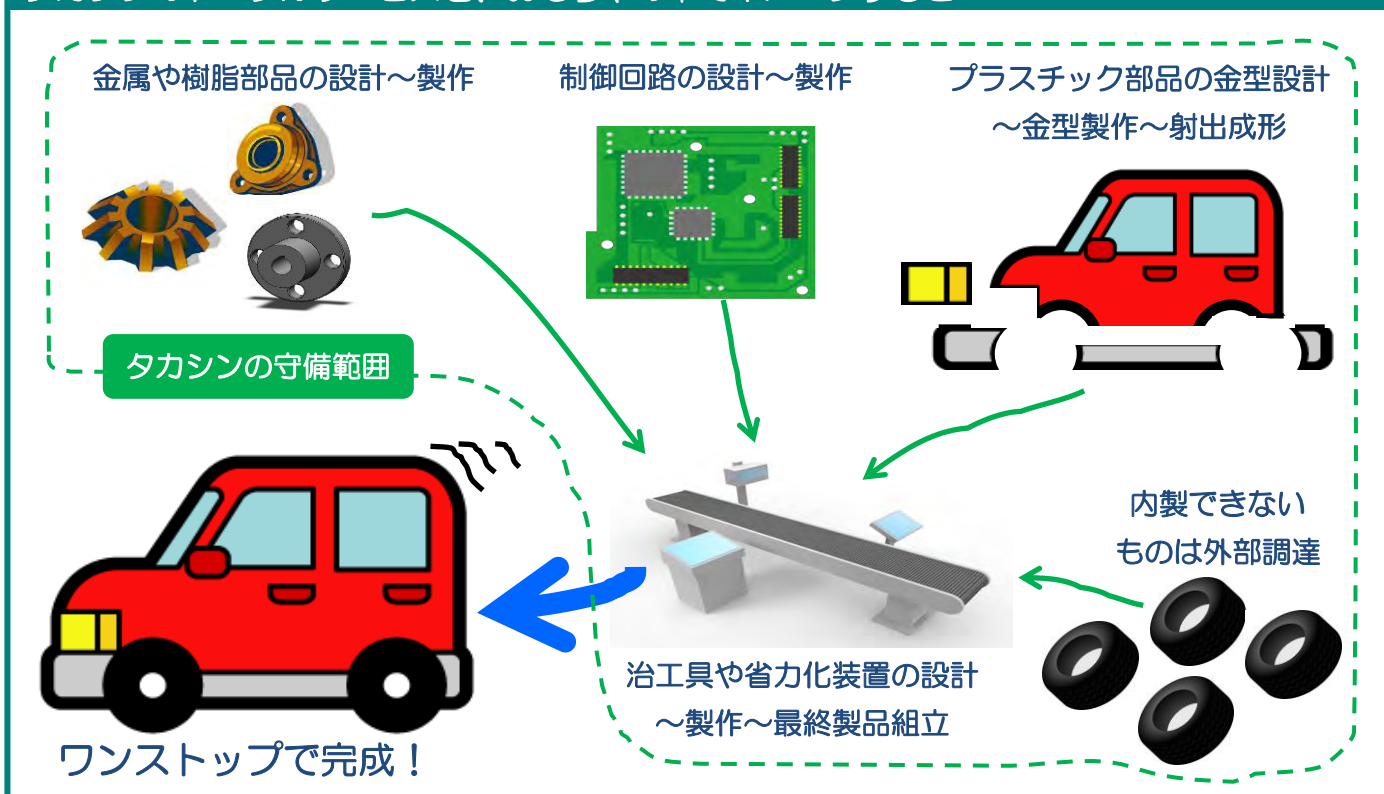 金属や樹脂部品の設計～製作
制御回路の設計～製作
プラスチック部品の金型設計
～金型製作～射出成形
タカシンの守備範囲
内製できない
ものは外部調達
治工具や省力化装置の設計
～製作～最終製品組立
ワンストップで完成！